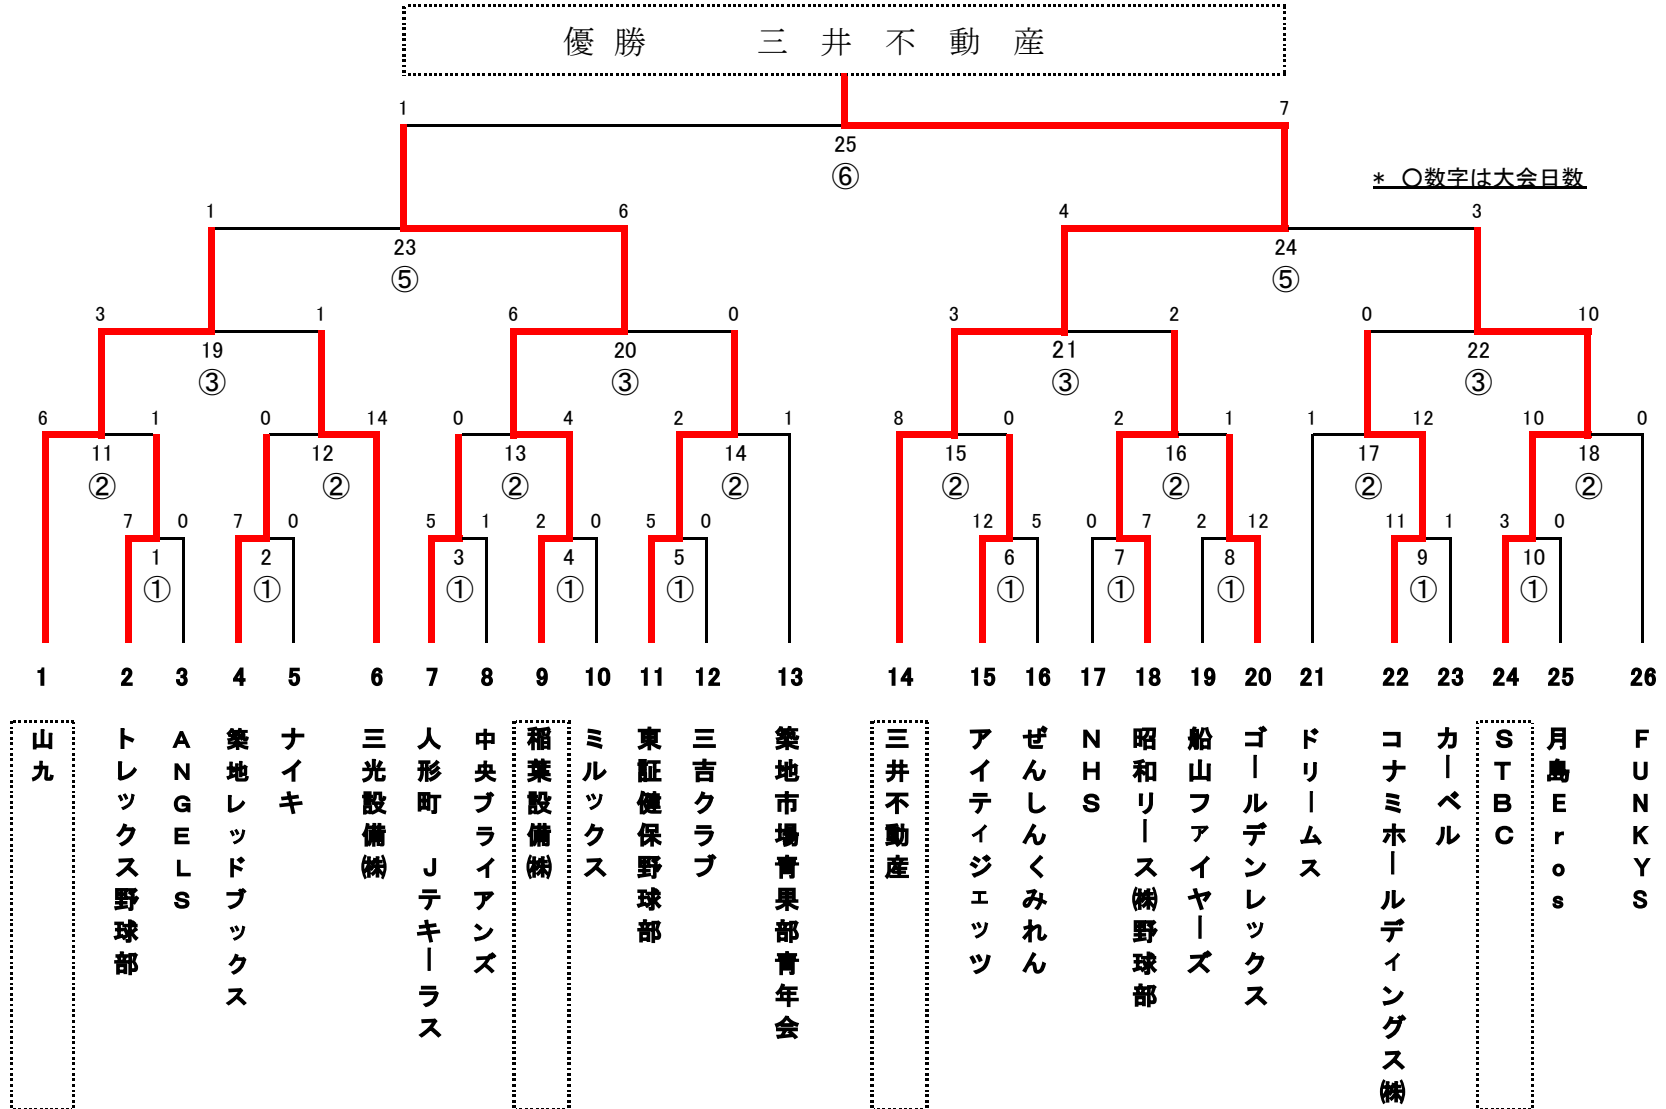 優勝　三井不動産
1 7
25
⑥
* 〇数字は大会日数
1 6 4 3
23 24
⑤ ⑤
3 1 6 0 3 2 0 10
19 20 21 22
③ ③ ③ ③
6 1 0 14 0 4 2 1 8 0 2 1 1 12 10 0
11 12 13 14 15 16 17 18
② ② ② ② ② ② ② ②
7 0 7 0 5 1 2 0 5 0 12 5 0 7 2 12 11 1 3 0
1 2 3 4 5 6 7 8 9 10
① ① ① ① ① ① ① ① ① ①
1 2 3 4 5 6 7 8 9 10 11 12 13 14 15 16 17 18 19 20 21 22 23 24 25 26
山九
トレックス野球部
ANGELS
築地レッドブックス
ナイキ
三光設備㈱
人形町　Jテキーラス
中央ブライアンズ
稲葉設備㈱
ミルックス
東証健保野球部
三吉クラブ
築地市場青果部青年会
三井不動産
アイティジェッツ
ぜんしんくみれん
NHS
昭和リース㈱野球部
船山ファイヤーズ
ゴールデンレックス
ドリームス
コナミホールディングス㈱
カーベル
STBC
月島Eros
FUNKYS